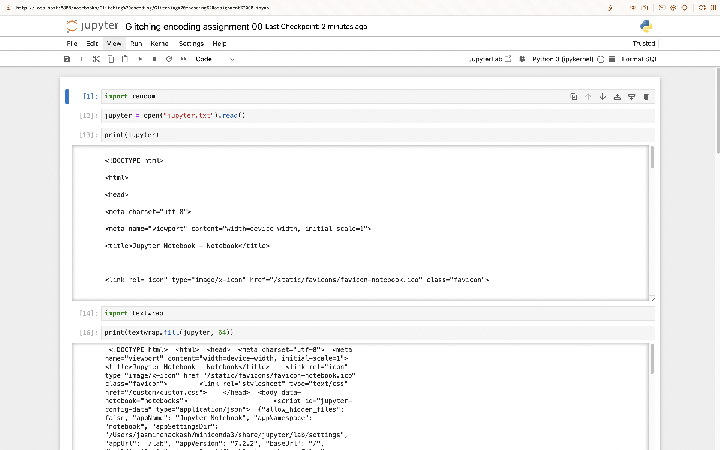 jupyter Glitching encoding assignment 00 Last Checkpoint: 2 minutes ago
File Edit View Run Kernel Settings Help Trusted
Code JupyterLab Python 3 (ipykernel) Format SQL
[1]: import random
[12]: jupyter = open("jupyter.txt").read()
[13]: print(jupyter)
<!DOCTYPE html>
<html>
<head>
<meta charset="utf-8">
<meta name="viewport" content="width=device-width, initial-scale=1">
<title>Jupyter Notebook - Notebook</title>
<link rel="icon" type="image/x-icon" href="/static/favicons/favicon-notebook.ico" class="favicon">
[14]: import textwrap
[16]: print(textwrap.fill(jupyter, 64))
<!DOCTYPE html> <html> <head> <meta charset="utf-8"> <meta
name="viewport" content="width=device-width, initial-scale=1">
<title>Jupyter Notebook - Notebook</title> <link rel="icon"
type="image/x-icon" href="/static/favicons/favicon-notebook.ico"
class="favicon"> <link rel="stylesheet" type="text/css"
href="/custom/custom.css"> </head> <body data-
notebook="notebooks"> <script id="jupyter-
config-data" type="application/json"> {"allow_hidden_files":
false, "appName": "Jupyter Notebook", "appNamespace":
"notebook", "appSettingsDir":
"/Users/jasminchackash/miniconda3/share/jupyter/lab/settings",
"appUrl": "/lab", "appVersion": "7.2.2", "baseUrl": "/",